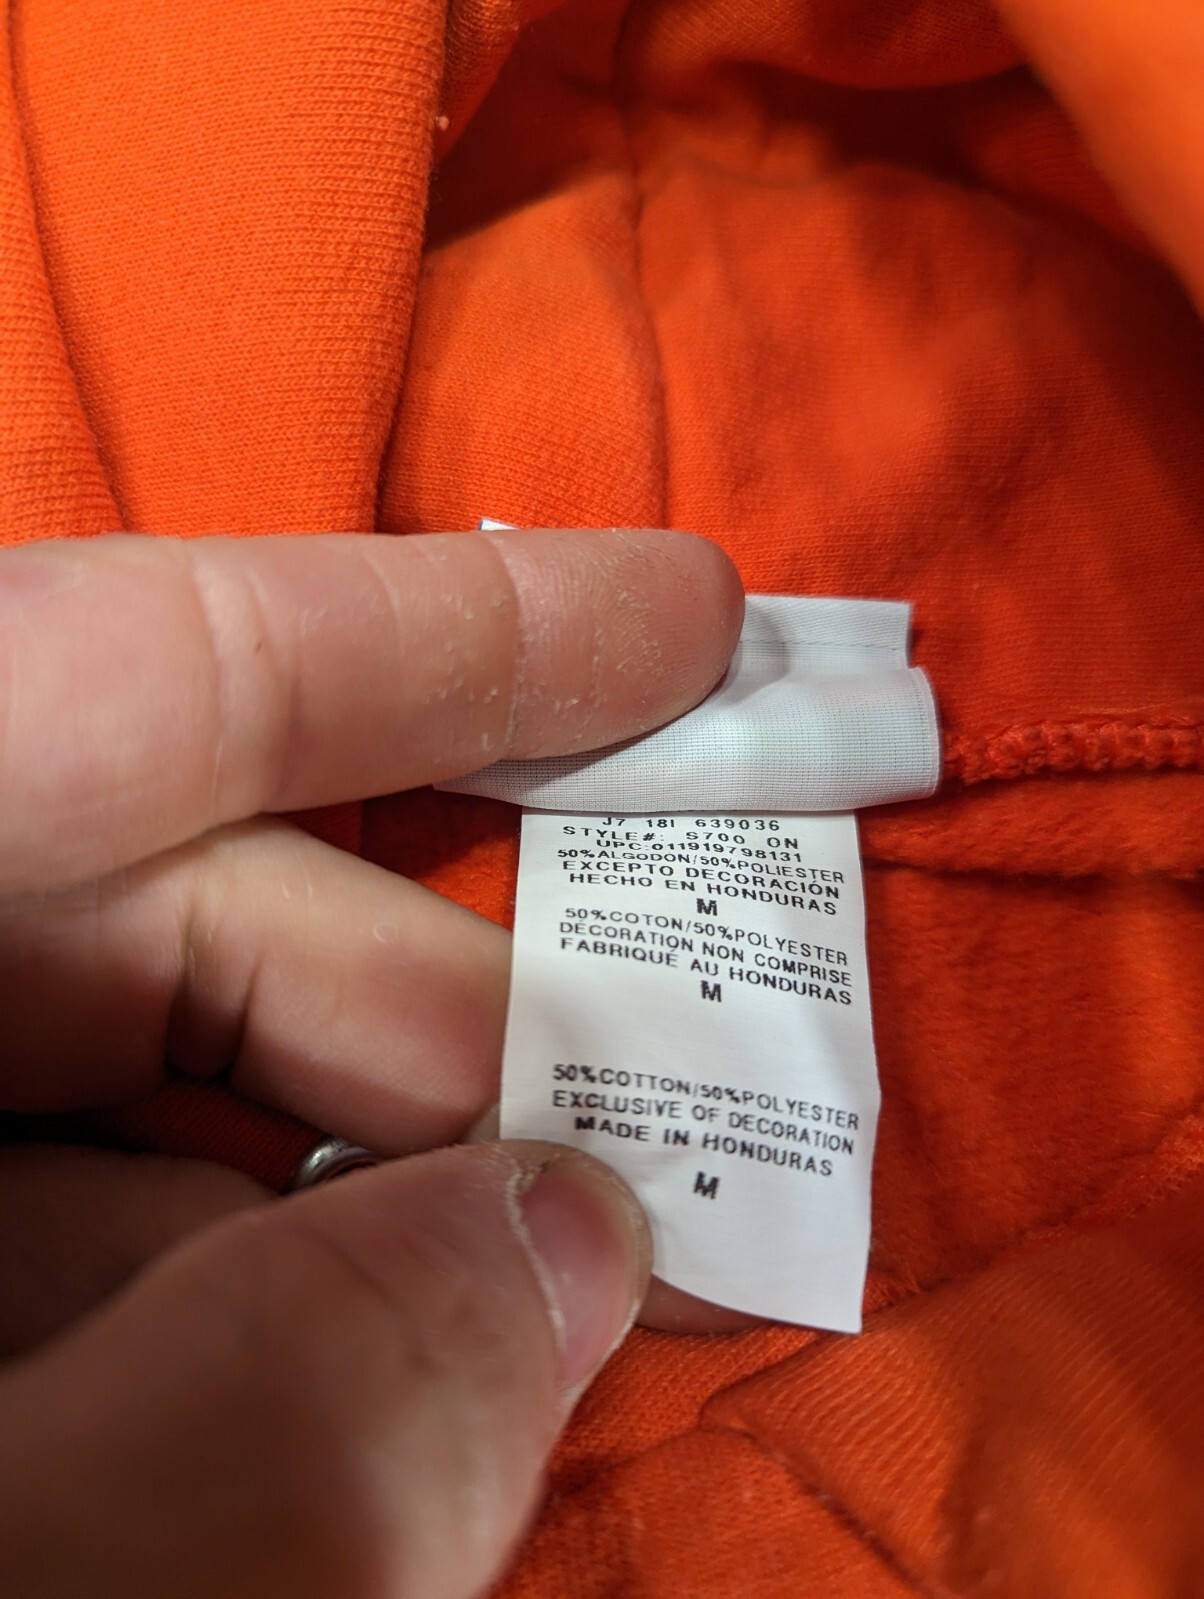 J7 18I 639036
STYLE#: S700 ON
UPC:011919798131
50%ALGODON/50%POLIESTER
EXCEPTO DECORACIÓN
HECHO EN HONDURAS
M
50%COTON/50%POLYESTER
DÉCORATION NON COMPRISE
FABRIQUÉ AU HONDURAS
M
50%COTTON/50%POLYESTER
EXCLUSIVE OF DECORATION
MADE IN HONDURAS
M